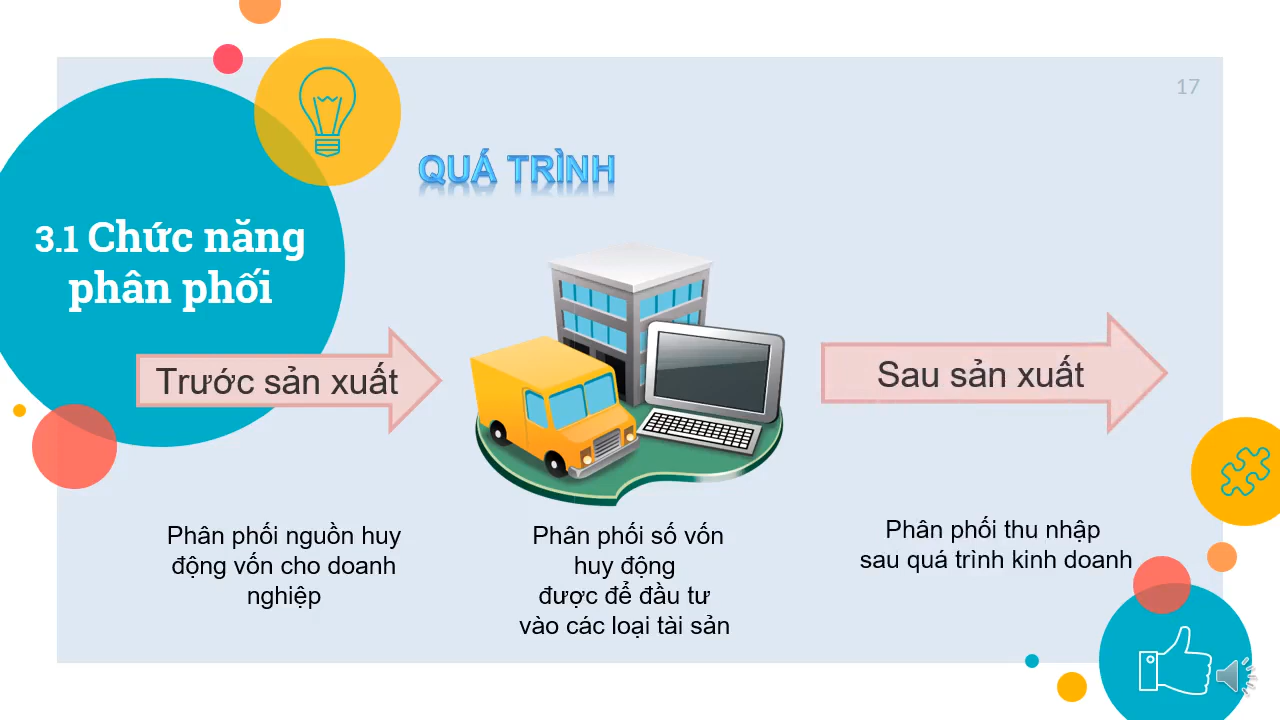 17
QUÁ TRÌNH
3.1 Chức năng
phân phối
Trước sản xuất
Sau sản xuất
Phân phối nguồn huy
động vốn cho doanh
nghiệp
Phân phối số vốn
huy động
được để đầu tư
vào các loại tài sản
Phân phối thu nhập
sau quá trình kinh doanh